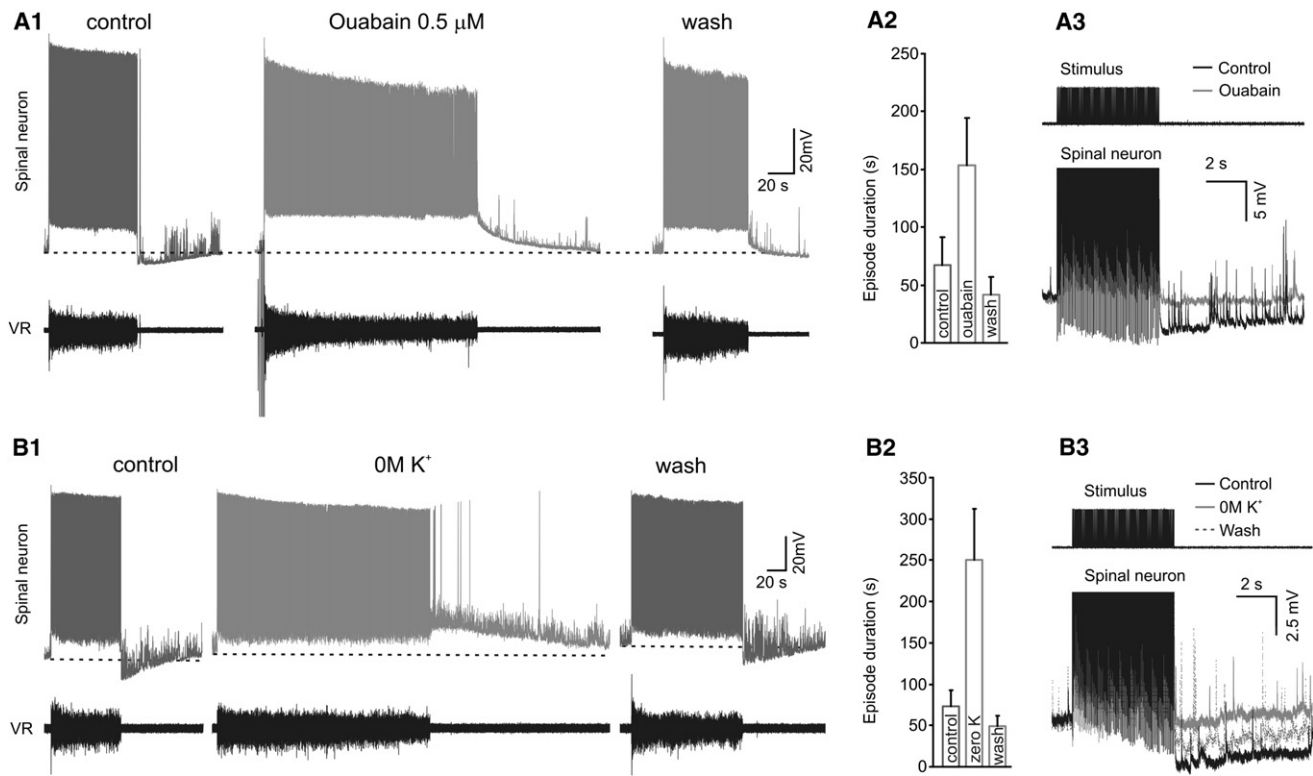 A1
control
Ouabain 0.5 μM
wash
Spinal neuron
20mV
20 s
VR
A2
250
200
150
100
50
0
Episode duration (s)
control
ouabain
wash
A3
Stimulus
Control
Ouabain
Spinal neuron
2 s
5 mV
B1
control
0M K⁺
wash
Spinal neuron
20mV
20 s
VR
B2
350
300
250
200
150
100
50
0
Episode duration (s)
control
zero K
wash
B3
Stimulus
Control
0M K⁺
Wash
Spinal neuron
2 s
2.5 mV